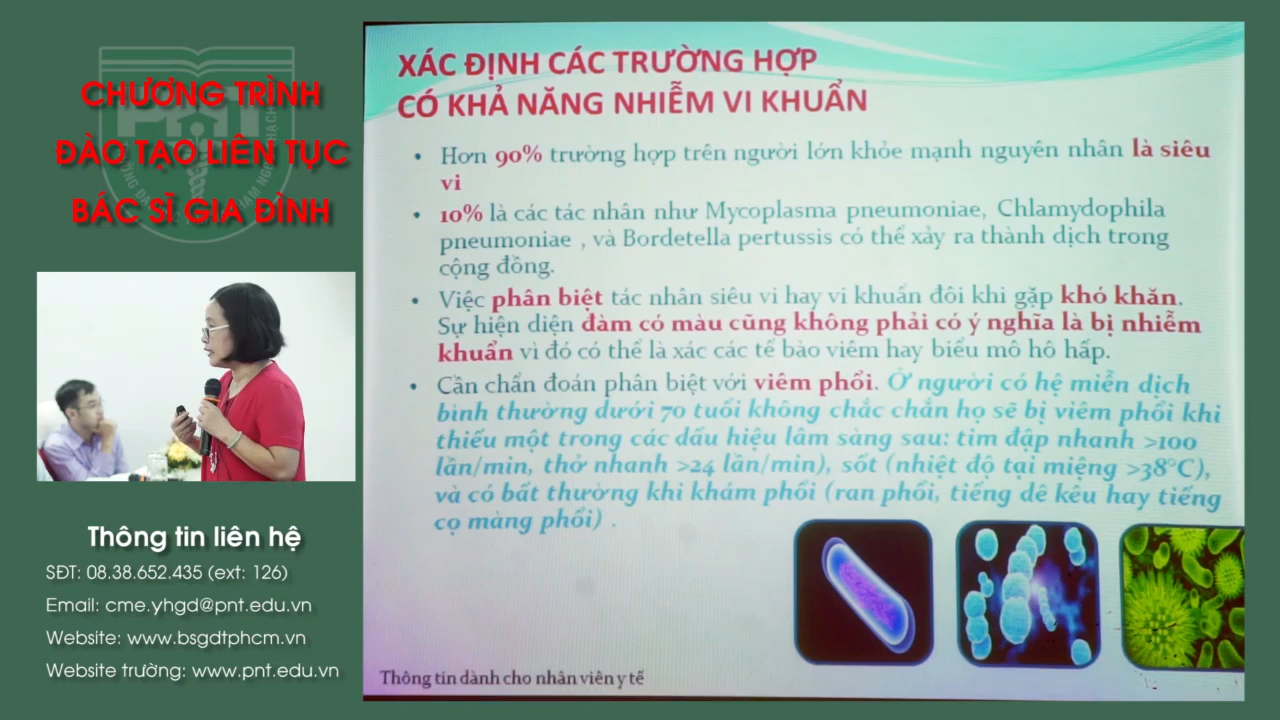 CHƯƠNG TRÌNH
ĐÀO TẠO LIÊN TỤC
BÁC SĨ GIA ĐÌNH
Thông tin liên hệ
SĐT: 08.38.652.435 (ext: 126)
Email: cme.yhgd@pnt.edu.vn
Website: www.bsgdtphcm.vn
Website trường: www.pnt.edu.vn
XÁC ĐỊNH CÁC TRƯỜNG HỢP
CÓ KHẢ NĂNG NHIỄM VI KHUẨN
• Hơn 90% trường hợp trên người lớn khỏe mạnh nguyên nhân là siêu
vi
• 10% là các tác nhân như Mycoplasma pneumoniae, Chlamydophila
pneumoniae , và Bordetella pertussis có thể xảy ra thành dịch trong
cộng đồng.
• Việc phân biệt tác nhân siêu vi hay vi khuẩn đôi khi gặp khó khăn.
Sự hiện diện đàm có màu cũng không phải có ý nghĩa là bị nhiễm
khuẩn vì đó có thể là xác các tế bào viêm hay biểu mô hô hấp.
• Cần chẩn đoán phân biệt với viêm phổi. Ở người có hệ miễn dịch
bình thường dưới 70 tuổi không chắc chắn họ sẽ bị viêm phổi khi
thiếu một trong các dấu hiệu lâm sàng sau: tim đập nhanh >100
lần/min, thở nhanh >24 lần/min), sốt (nhiệt độ tại miệng >38°C),
và có bất thường khi khám phổi (ran phổi, tiếng dê kêu hay tiếng
cọ màng phổi) .
Thông tin dành cho nhân viên y tế